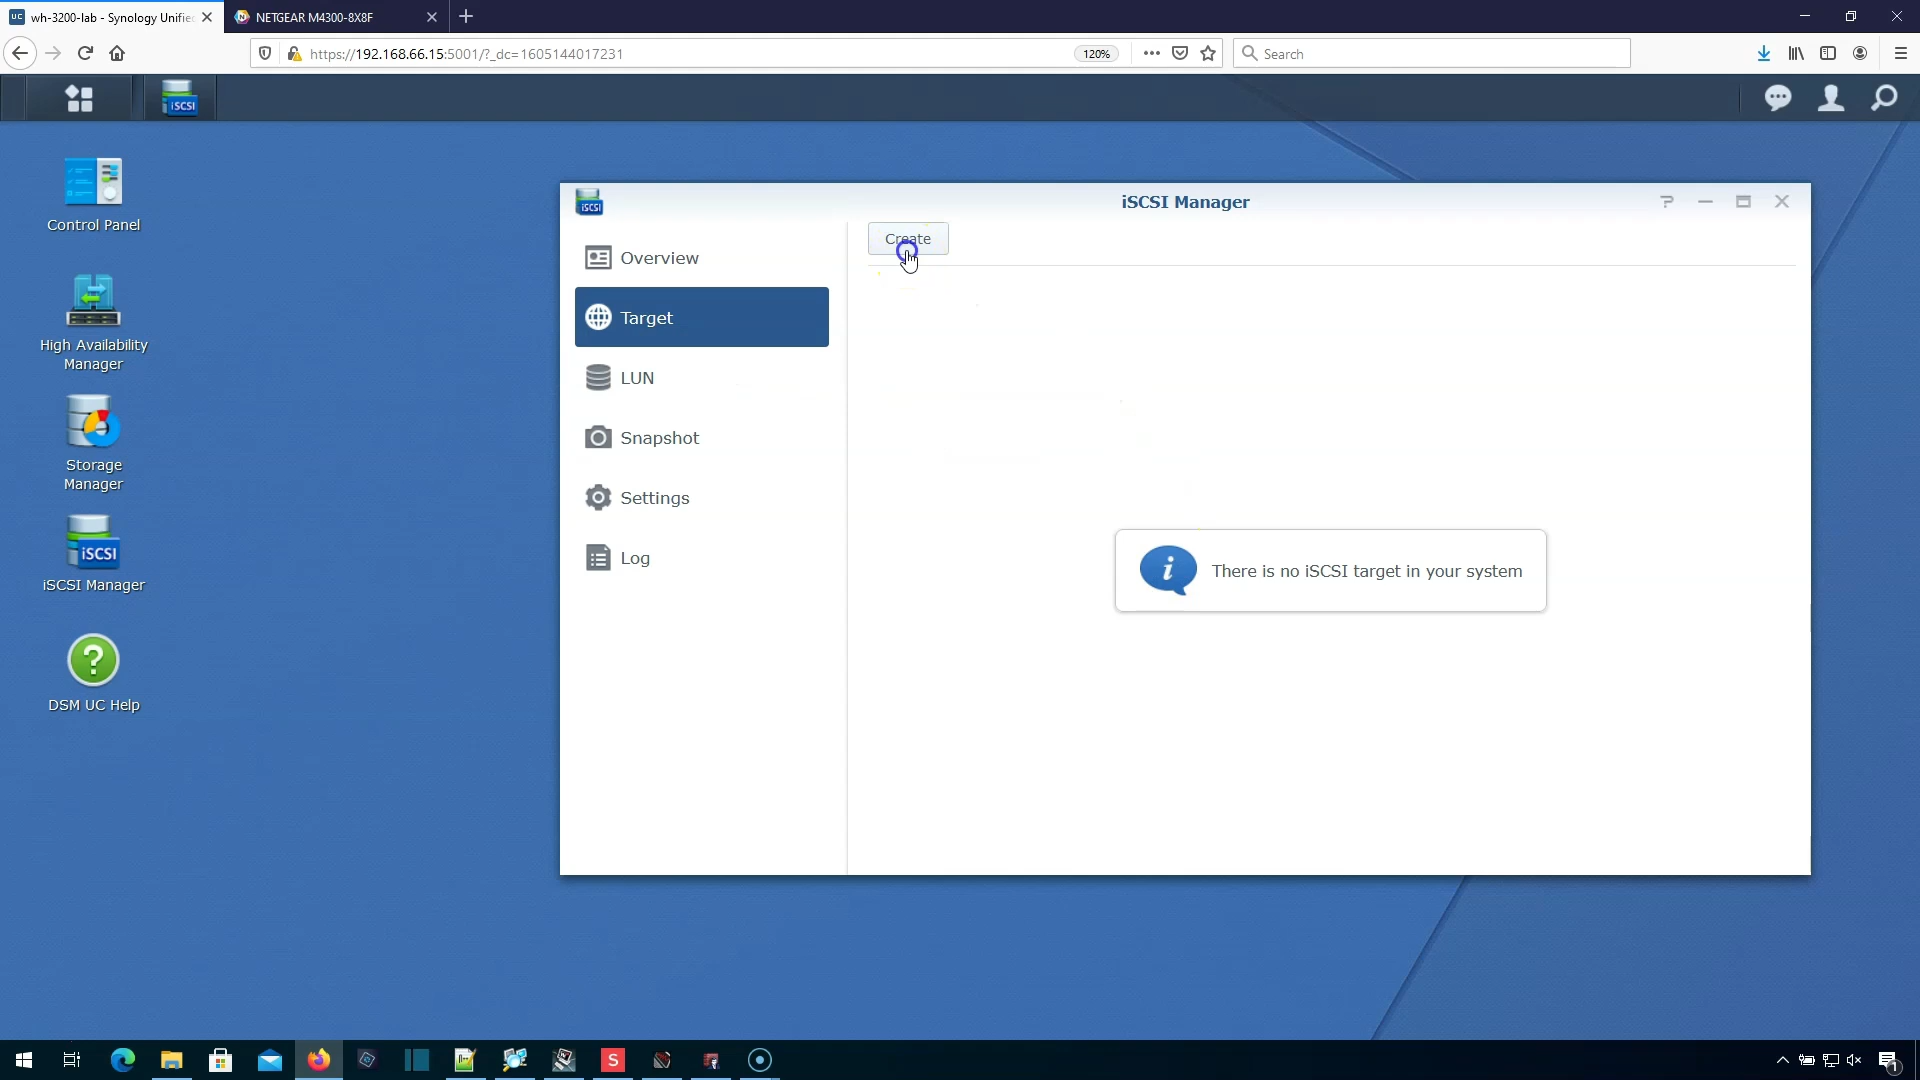 UC wh-3200-lab - Synology Unifie
NETGEAR M4300-8X8F
https://192.168.66.15:5001/?_dc=1605144017231
120%
Search
iSCSI
Control Panel
High Availability
Manager
Storage
Manager
iSCSI
iSCSI Manager
DSM UC Help
iSCSI
iSCSI Manager
Overview
Target
LUN
Snapshot
Settings
Log
Create
There is no iSCSI target in your system
S
1